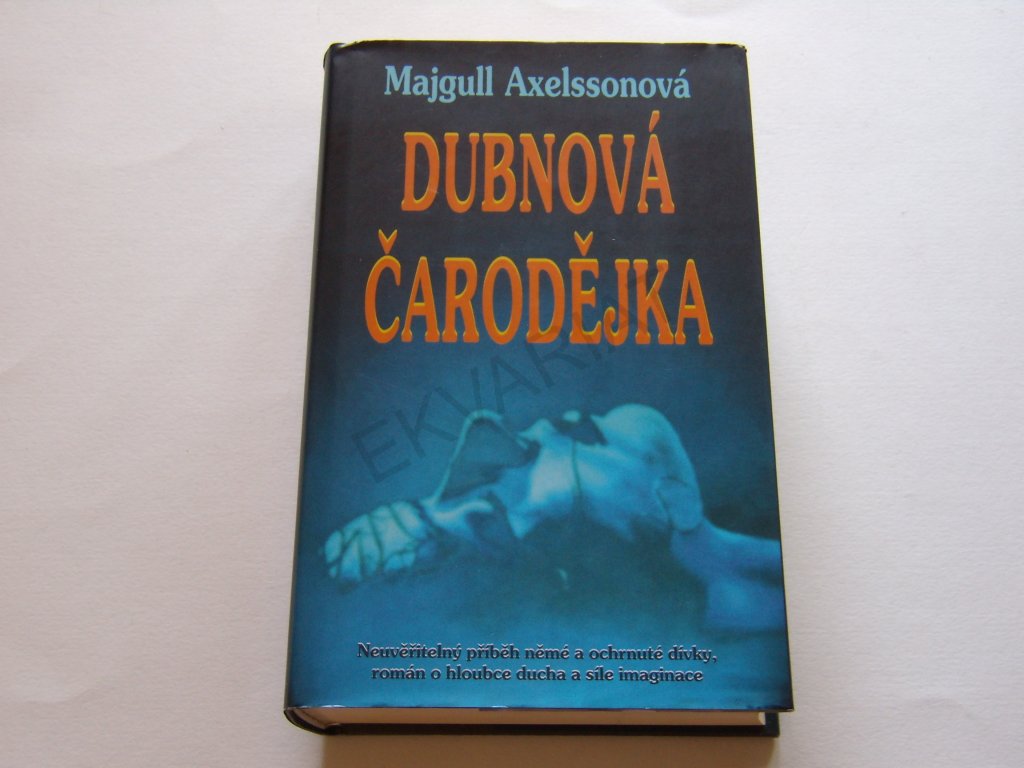 Majgull Axelssonová
DUBNOVÁ
ČARODĚJKA
Neuvěřitelný příběh němé a ochrnuté dívky,
román o hloubce ducha a síle imaginace